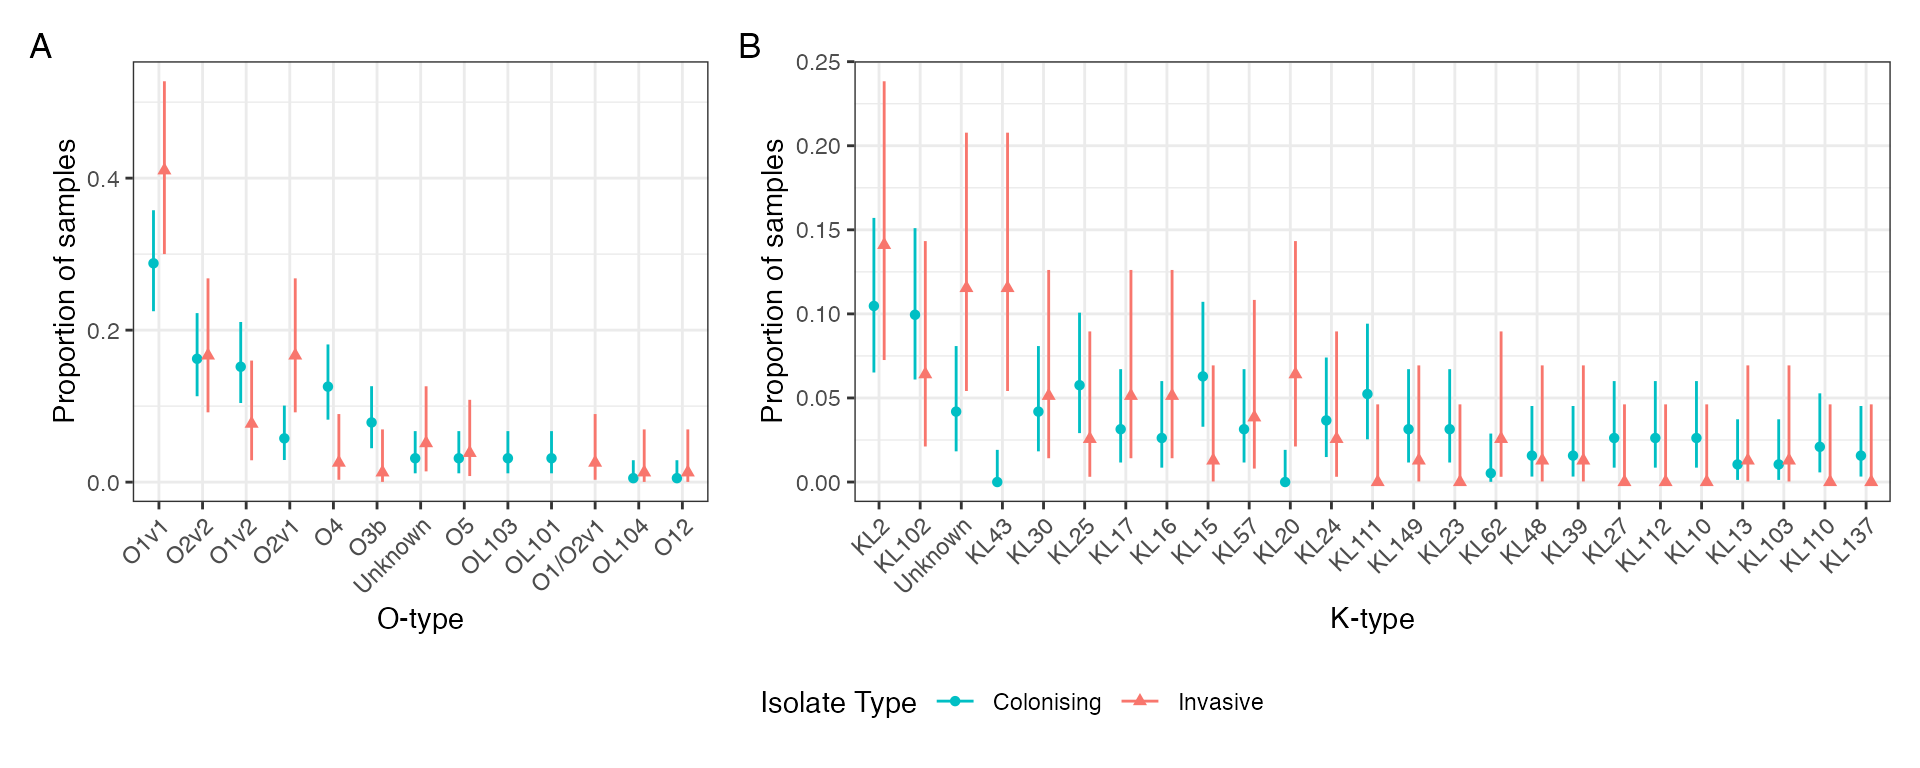 A
B
Proportion of samples
0.4
0.2
0.0
O1v1
O2v2
O1v2
O2v1
O4
O3b
Unknown
O5
OL103
OL101
O1/O2v1
OL104
O12
O-type
Proportion of samples
0.25
0.20
0.15
0.10
0.05
0.00
KL2
KL102
Unknown
KL43
KL30
KL25
KL17
KL16
KL15
KL57
KL20
KL24
KL111
KL149
KL23
KL62
KL48
KL39
KL27
KL112
KL10
KL13
KL103
KL110
KL137
K-type
Isolate Type Colonising Invasive